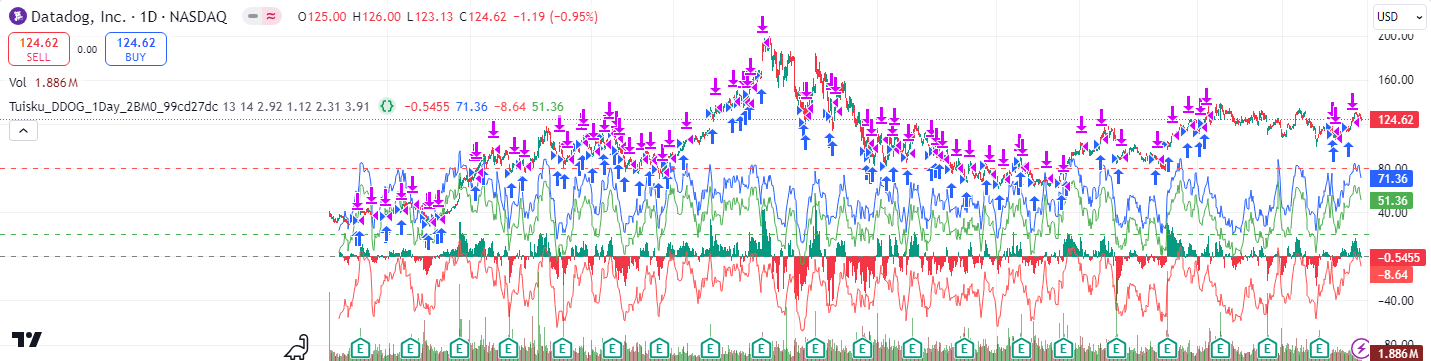 Datadog, Inc. · 1D · NASDAQ O125.00 H126.00 L123.13 C124.62 −1.19 (−0.95%)
USD
124.62 SELL 0.00 124.62 BUY
200.00
Vol 1.886 M
160.00
Tuisku_DDOG_1Day_2BM0_99cd27dc 13 14 2.92 1.12 2.31 3.91 −0.5455 71.36 −8.64 51.36
124.62
80.00
71.36
51.36
40.00
−0.5455
−8.64
−40.00
E E E E E E E E E E E E E E E E E E E E
1.886 M